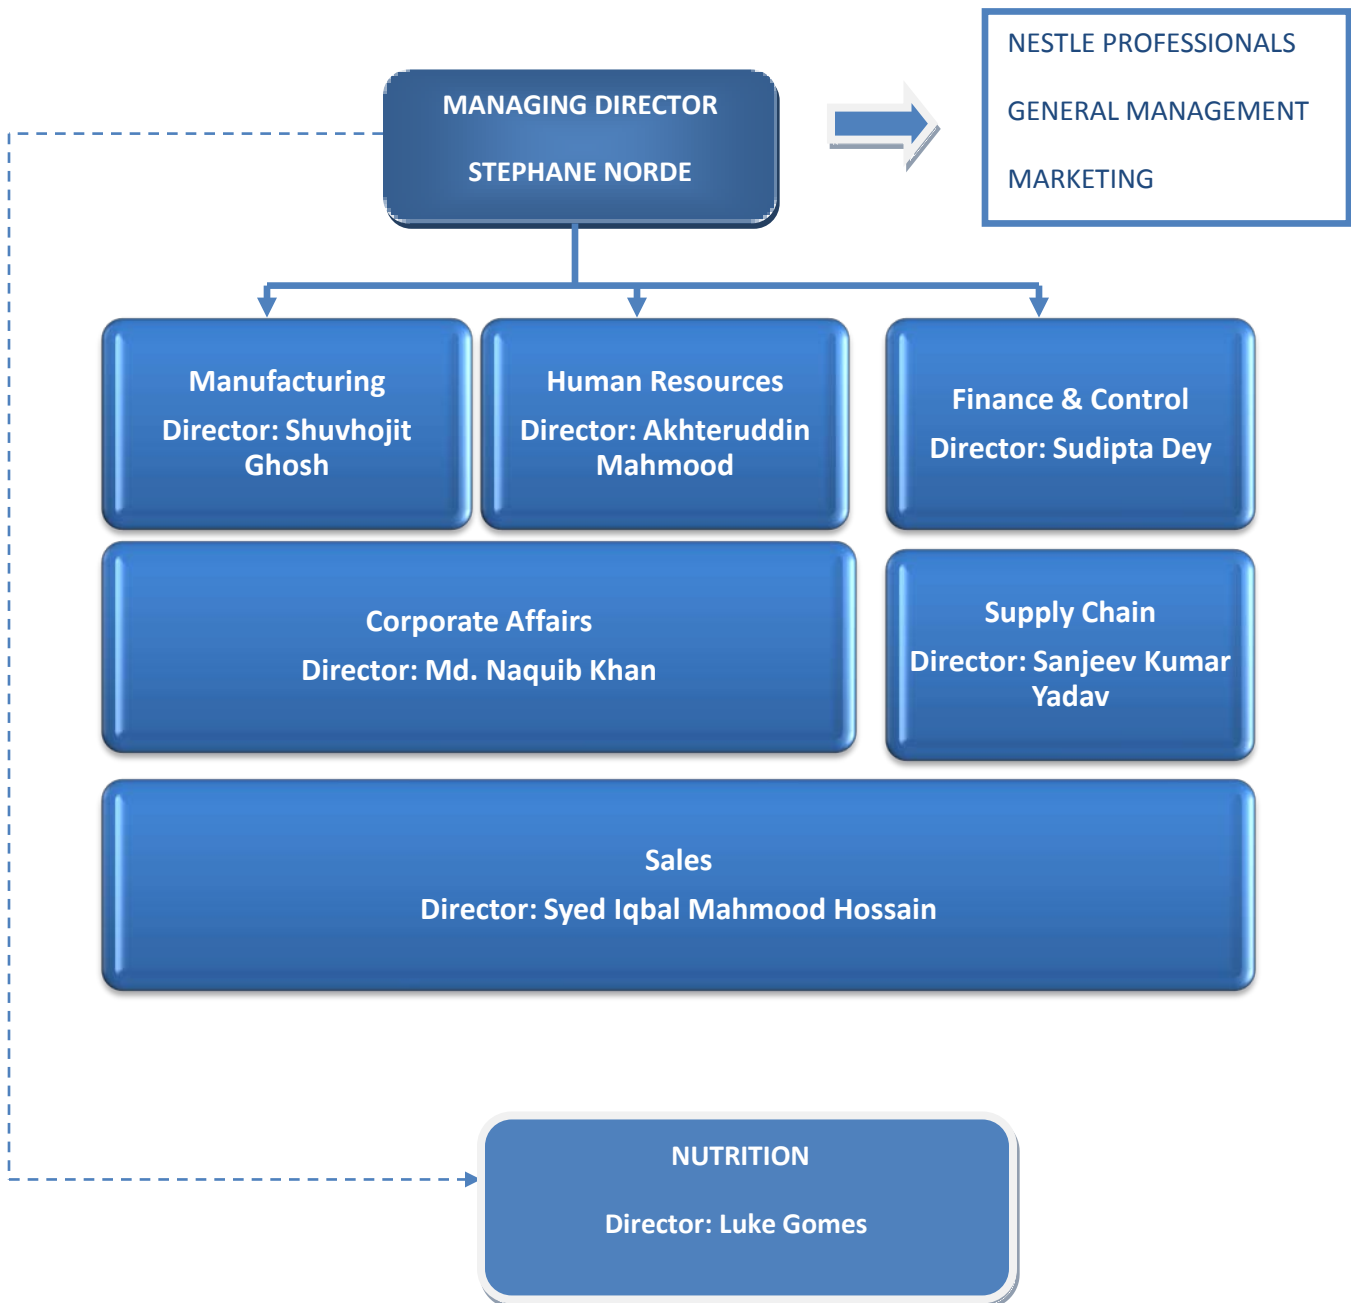 NESTLE PROFESSIONALS
GENERAL MANAGEMENT
MARKETING
MANAGING DIRECTOR
STEPHANE NORDE
Manufacturing
Director: Shuvhojit
Ghosh
Human Resources
Director: Akhteruddin
Mahmood
Finance & Control
Director: Sudipta Dey
Corporate Affairs
Director: Md. Naquib Khan
Supply Chain
Director: Sanjeev Kumar
Yadav
Sales
Director: Syed Iqbal Mahmood Hossain
NUTRITION
Director: Luke Gomes